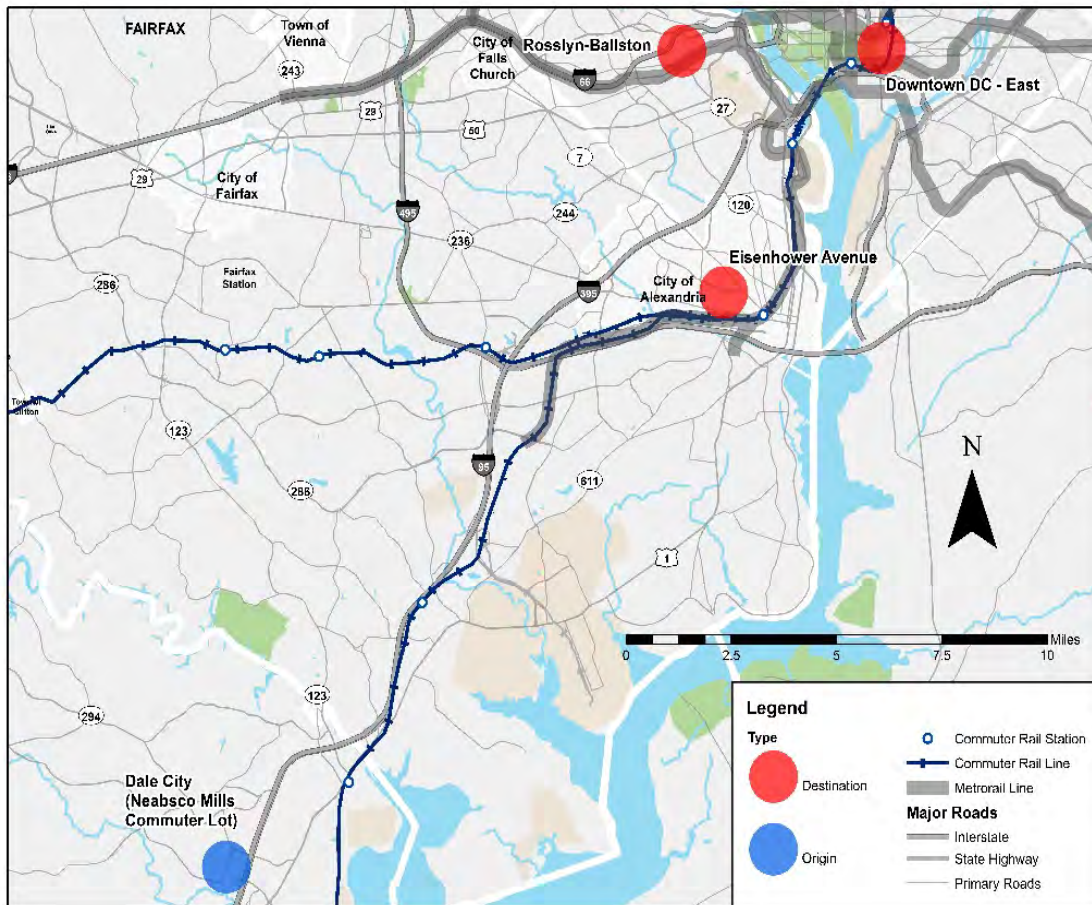 FAIRFAX
Town of
Vienna
243
City of
Falls
Church
Rosslyn-Ballston
66
Downtown DC - East
29
50
27
7
29
City of
Fairfax
495
244
120
236
Eisenhower Avenue
286
Fairfax
Station
395
City of
Alexandria
Town of
Clifton
123
95
286
611
N
1
Miles
0
2.5
5
7.5
10
123
294
Dale City
(Neabsco Mills
Commuter Lot)
Legend
Type
Destination
Origin
Commuter Rail Station
Commuter Rail Line
Metrorail Line
Major Roads
Interstate
State Highway
Primary Roads